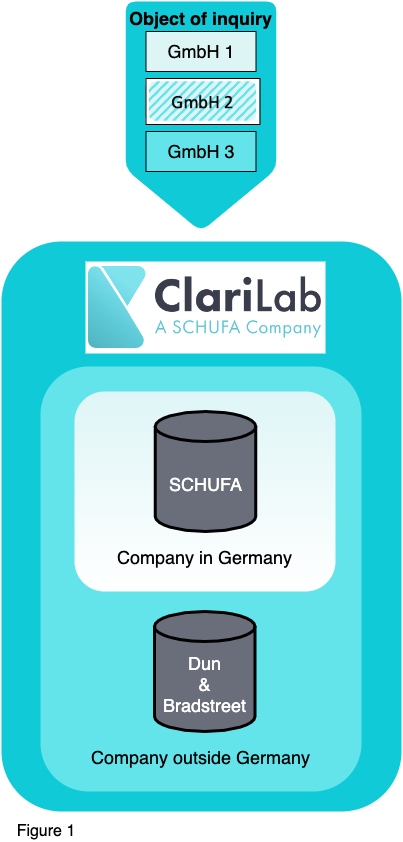 Object of inquiry
GmbH 1
GmbH 2
GmbH 3
ClariLab
A SCHUFA Company
SCHUFA
Company in Germany
Dun
&
Bradstreet
Company outside Germany
Figure 1